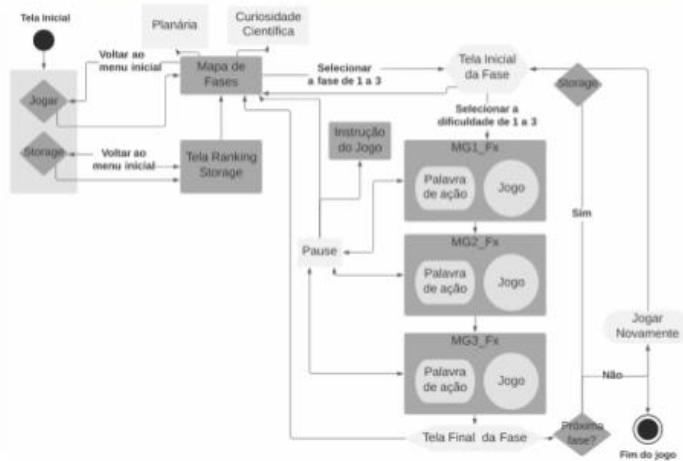 Tela Inicial
Planária
Curiosidade
Científica
Voltar ao
menu inicial
Mapa de
Fases
Selecionar
a fase de 1 a 3
Tela Inicial
da Fase
Storage
Jogar
Selecionar a
dificuldade de 1 a 3
Instrução
do Jogo
MG1_Fx
Storage
Voltar ao
menu inicial
Tela Ranking
Storage
Palavra
de ação
Jogo
Sim
MG2_Fx
Pause
Palavra
de ação
Jogo
Jogar
Novamente
MG3_Fx
Palavra
de ação
Jogo
Não
Tela Final da Fase
Próxima
fase?
Fim do jogo